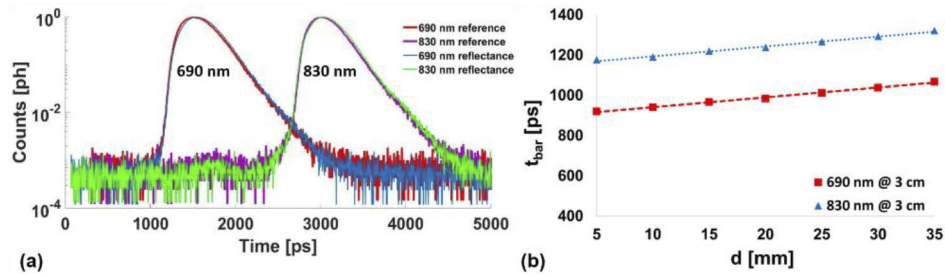 10^0
10^-2
10^-4
Counts [ph]
690 nm reference
830 nm reference
690 nm reflectance
830 nm reflectance
690 nm
830 nm
0 1000 2000 3000 4000 5000
Time [ps]
(a)
1400
1200
1000
800
600
400
t_bar [ps]
690 nm @ 3 cm
830 nm @ 3 cm
5 10 15 20 25 30 35
d [mm]
(b)